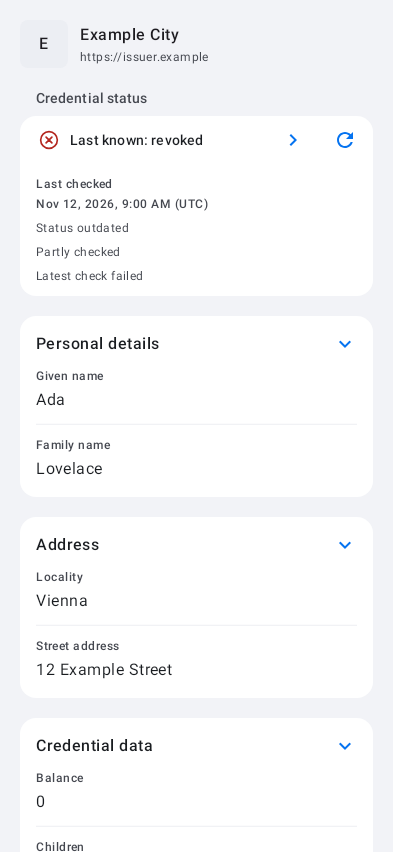 E
Example City
https://issuer.example
Credential status
Last known: revoked
Last checked
Nov 12, 2026, 9:00 AM (UTC)
Status outdated
Partly checked
Latest check failed
Personal details
Given name
Ada
Family name
Lovelace
Address
Locality
Vienna
Street address
12 Example Street
Credential data
Balance
0
Children